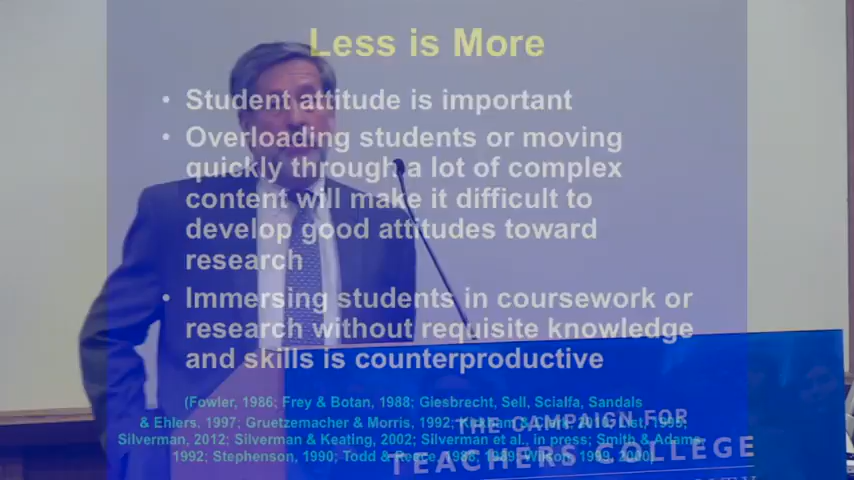 Less is More
• Student attitude is important
• Overloading students or moving
quickly through a lot of complex
content will make it difficult to
develop good attitudes toward
research
• Immersing students in coursework or
research without requisite knowledge
and skills is counterproductive
(Fowler, 1986; Frey & Botan, 1988; Giesbrecht, Sell, Scialfa, Sandals
& Ehlers, 1997; Gruetzemacher & Morris, 1992,
Silverman, 2012; Silverman & Keating, 2002; Silverman et al., in press; Smith & Adams,
1992; Stephenson, 1990; Todd & Reece,
THE CAMPAIGN FOR
TEACHERS COLLEGE